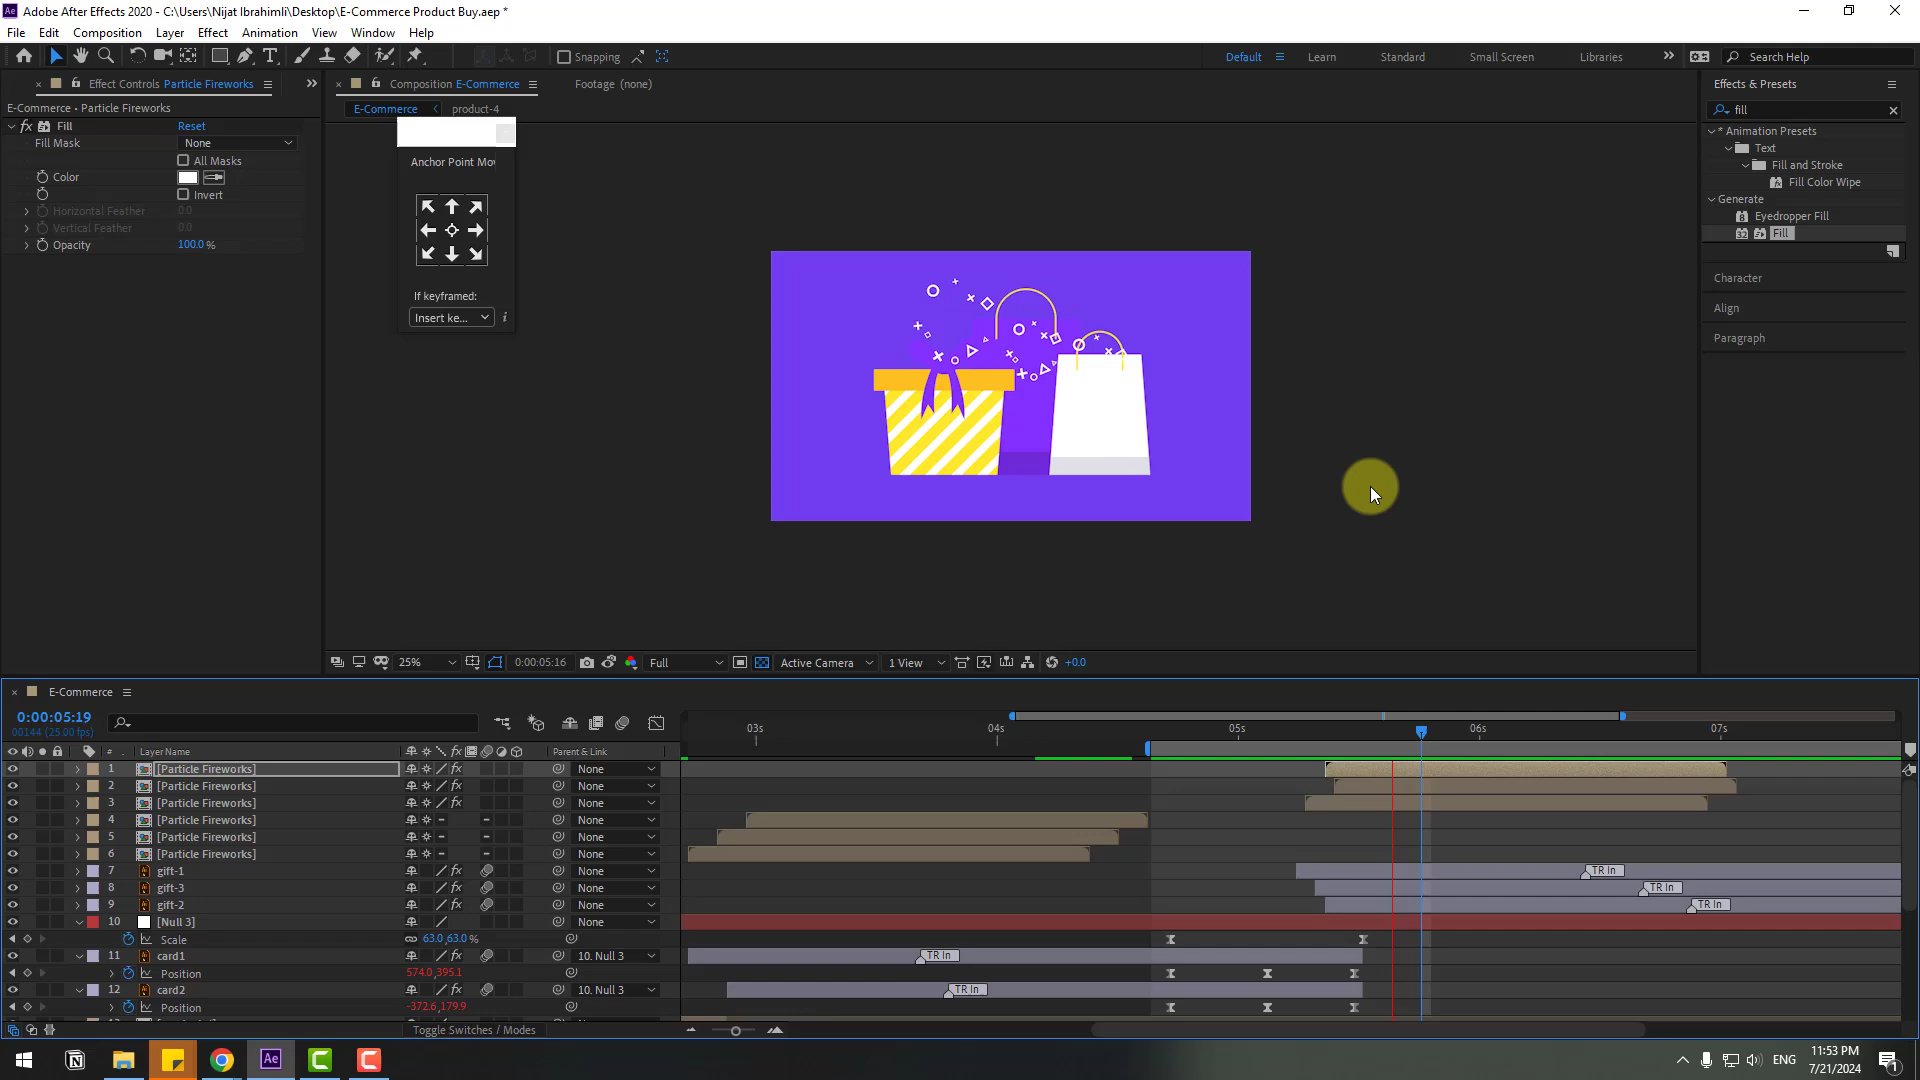 Adobe After Effects 2020 - C:\Users\Nijat Ibrahimli\Desktop\E-Commerce Product Buy.aep *
File Edit Composition Layer Effect Animation View Window Help
Snapping
Default Learn Standard Small Screen Libraries Search Help
Effect Controls Particle Fireworks
Composition E-Commerce
Footage (none)
Effects & Presets
E-Commerce • Particle Fireworks
E-Commerce product-4
fill
fx Fill Reset
Fill Mask None
All Masks
Color
Invert
Horizontal Feather 0.0
Vertical Feather 0.0
Opacity 100.0 %
Anchor Point Mov
If keyframed:
Insert ke...
i
* Animation Presets
Text
Fill and Stroke
Fill Color Wipe
Generate
Eyedropper Fill
Fill
Character
Align
Paragraph
25% 0:00:05:16 Full Active Camera 1 View +0.0
E-Commerce
0:00:05:19
00144 (25.00 fps)
03s 04s 05s 06s 07s
# Layer Name Parent & Link
1 [Particle Fireworks] None
2 [Particle Fireworks] None
3 [Particle Fireworks] None
4 [Particle Fireworks] None
5 [Particle Fireworks] None
6 [Particle Fireworks] None
7 gift-1 None TR In
8 gift-3 None TR In
9 gift-2 None TR In
10 [Null 3] None
Scale 63.0,63.0 %
11 card1 10. Null 3 TR In
Position 574.0,395.1
12 card2 10. Null 3 TR In
Position -372.6,179.9
Toggle Switches / Modes
ENG
11:53 PM
7/21/2024